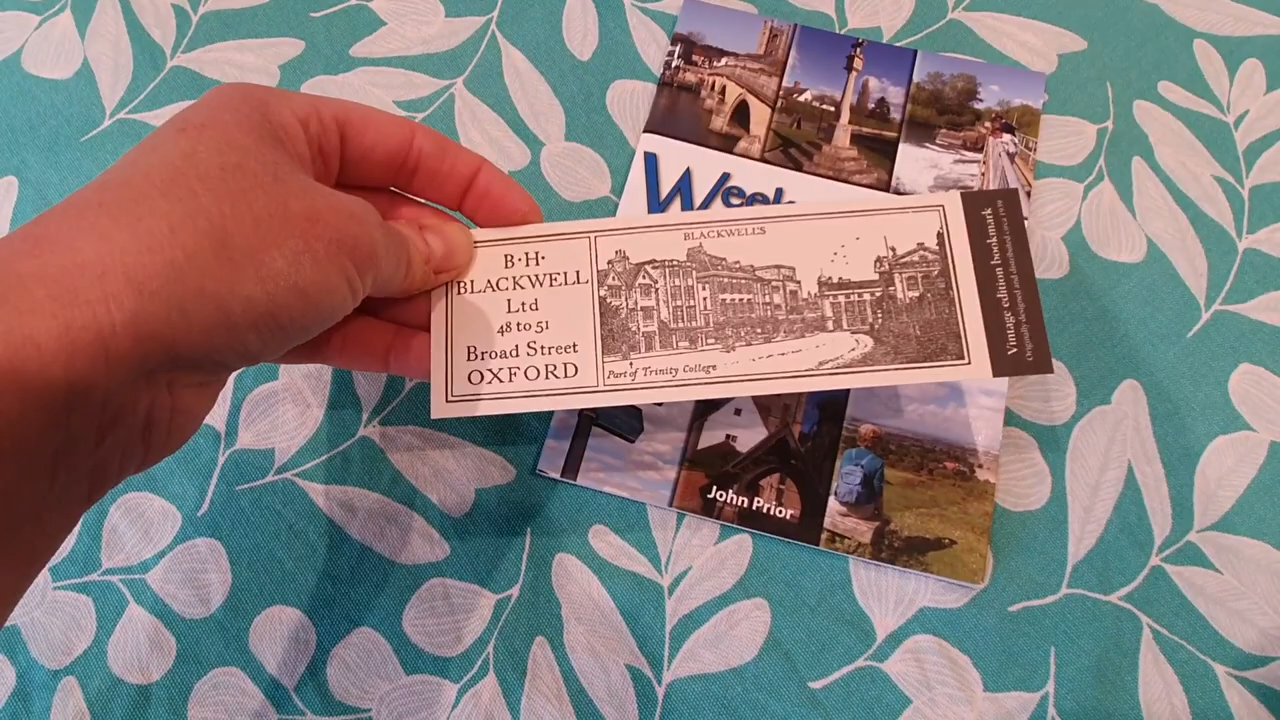 Week
B·H·
BLACKWELL
Ltd
48 to 51
Broad Street
OXFORD
BLACKWELL'S
Part of Trinity College
Vintage edition bookmark
Originally designed and distributed circa 1939
John Prior